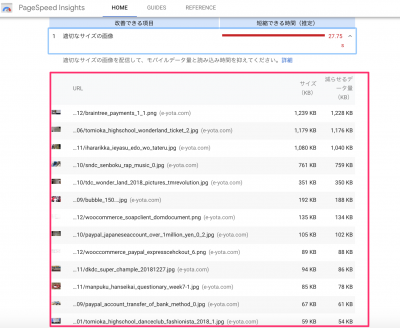 PageSpeed Insights HOME GUIDES REFERENCE
改善できる項目 短縮できる時間（推定）
1 適切なサイズの画像 27.75 s
適切なサイズの画像を配信して、モバイルデータ量と読み込み時間を抑えてください。詳細
URL サイズ（KB） 減らせるデータ量（KB）
…12/braintree_payments_1_1.png (e-yota.com) 1,239 KB 1,228 KB
…06/tomioka_highschool_wonderland_ticket_2.jpg (e-yota.com) 1,179 KB 1,176 KB
…11/hararikka_ieyasu_edo_wo_tateru.jpg (e-yota.com) 1,080 KB 1,040 KB
…10/sndc_senboku_rap_music_0.jpg (e-yota.com) 761 KB 759 KB
…10/tdc_wonder_land_2018_pictures_tmrevolution.jpg (e-yota.com) 351 KB 350 KB
…09/bubble_150….jpg (e-yota.com) 192 KB 188 KB
…12/woocommerce_soapclient_domdocument.png (e-yota.com) 135 KB 134 KB
…10/paypal_japaneseaccount_over_1million_yen_0_2.jpg (e-yota.com) 105 KB 102 KB
…12/wooccommerce_paypal_expresscehckout_6.png (e-yota.com) 89 KB 88 KB
…11/dkdc_super_chample_20181227.jpg (e-yota.com) 94 KB 86 KB
…11/manpuku_hanseikai_questionary_week7-1.jpg (e-yota.com) 85 KB 78 KB
…09/paypal_account_transfer_of_bank_method_0.jpg (e-yota.com) 67 KB 61 KB
…01/tomioka_highschool_danceclub_fashionista_2018_1.jpg (e-yota.com) 59 KB 54 KB